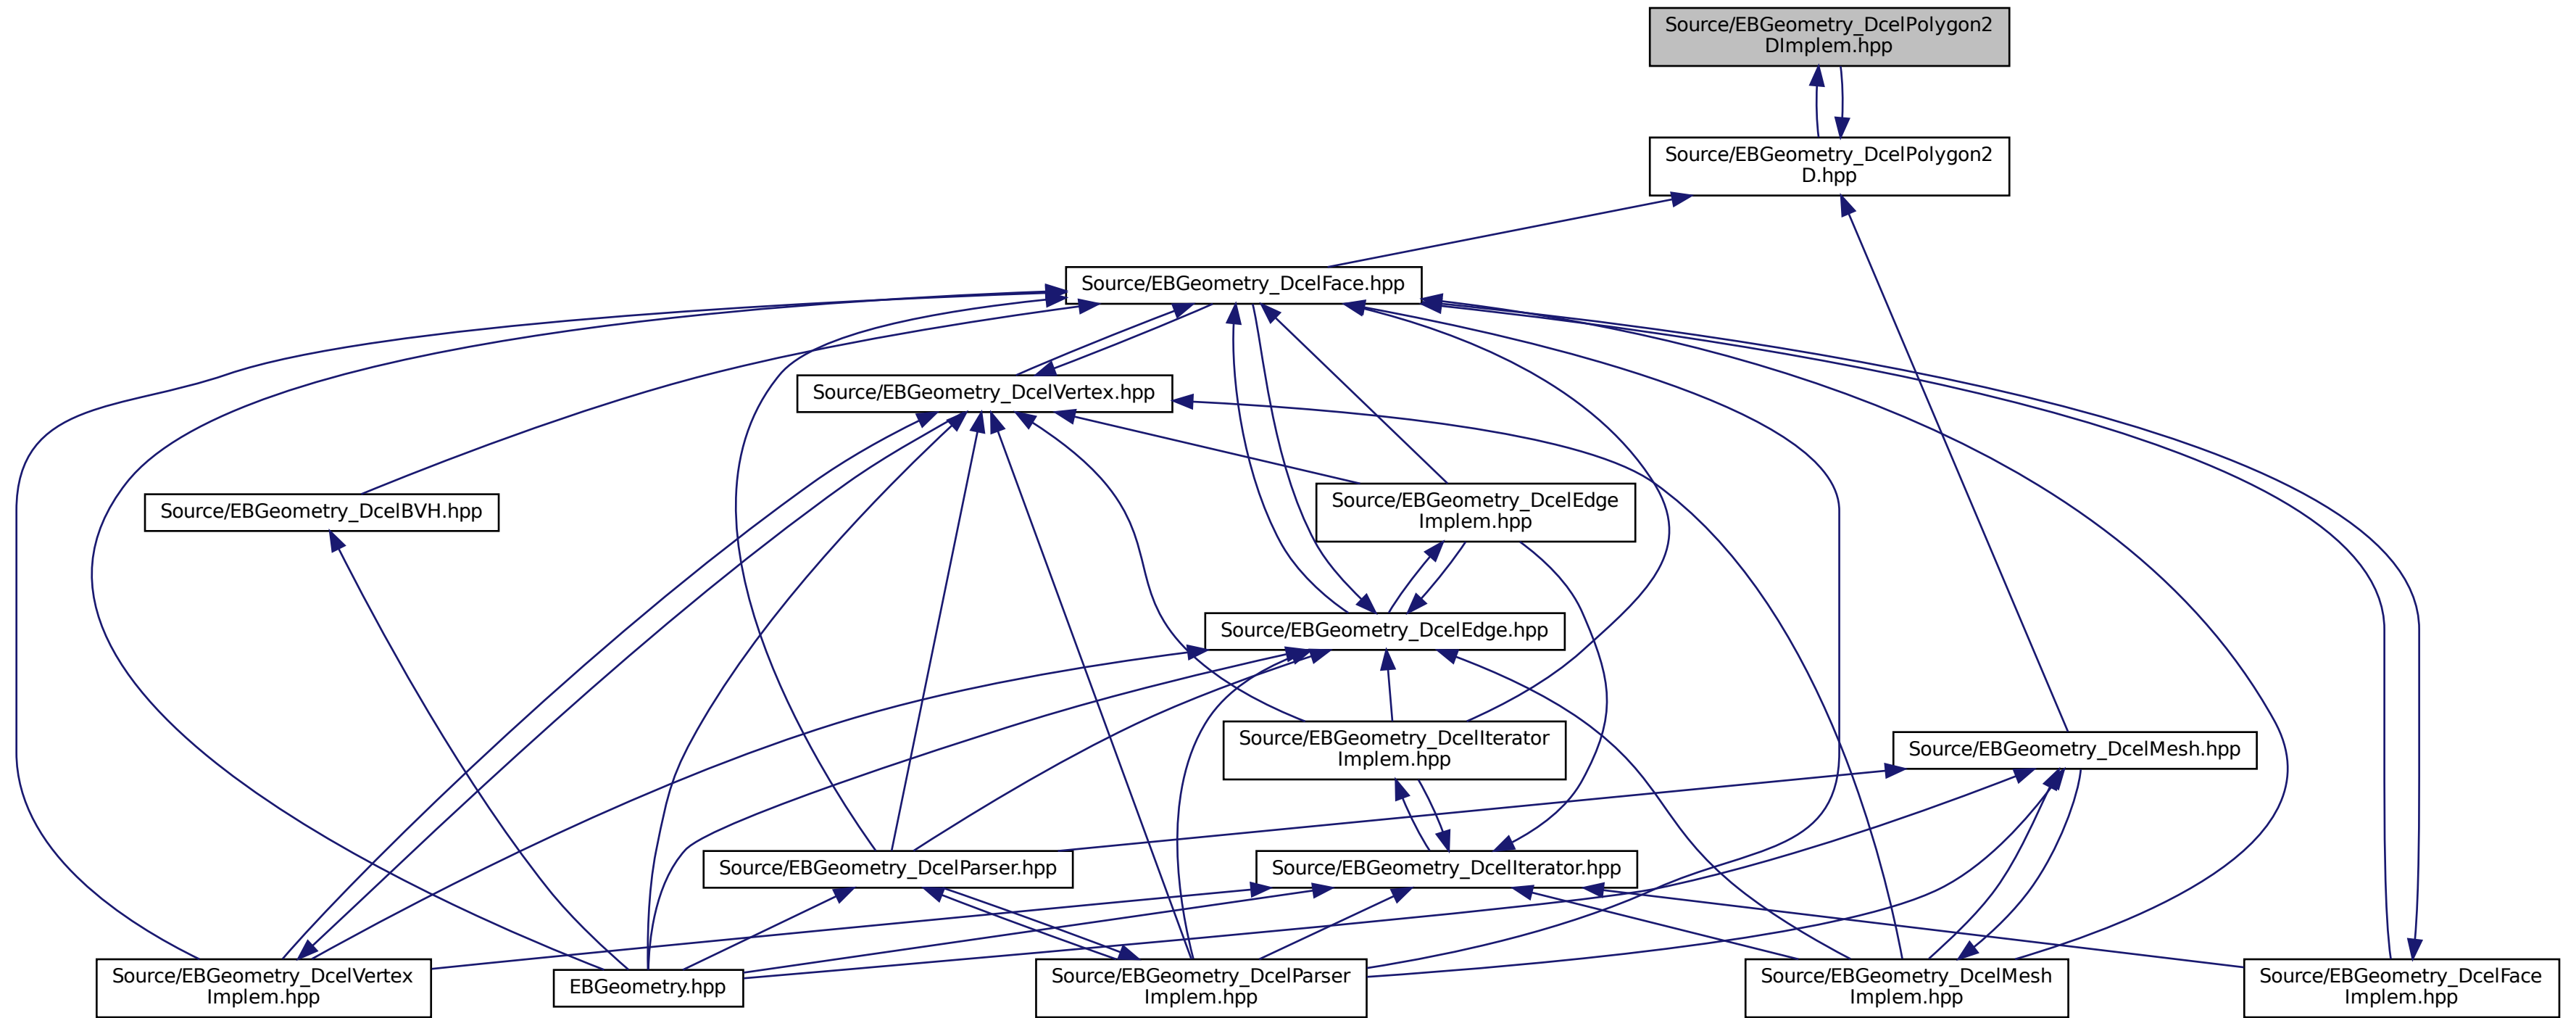 Source/EBGeometry_DcelPolygon2
DImplem.hpp
Source/EBGeometry_DcelPolygon2
D.hpp
Source/EBGeometry_DcelFace.hpp
Source/EBGeometry_DcelVertex.hpp
Source/EBGeometry_DcelBVH.hpp
Source/EBGeometry_DcelEdge
Implem.hpp
Source/EBGeometry_DcelEdge.hpp
Source/EBGeometry_DcelIterator
Implem.hpp
Source/EBGeometry_DcelMesh.hpp
Source/EBGeometry_DcelParser.hpp
Source/EBGeometry_DcelIterator.hpp
Source/EBGeometry_DcelVertex
Implem.hpp
EBGeometry.hpp
Source/EBGeometry_DcelParser
Implem.hpp
Source/EBGeometry_DcelMesh
Implem.hpp
Source/EBGeometry_DcelFace
Implem.hpp